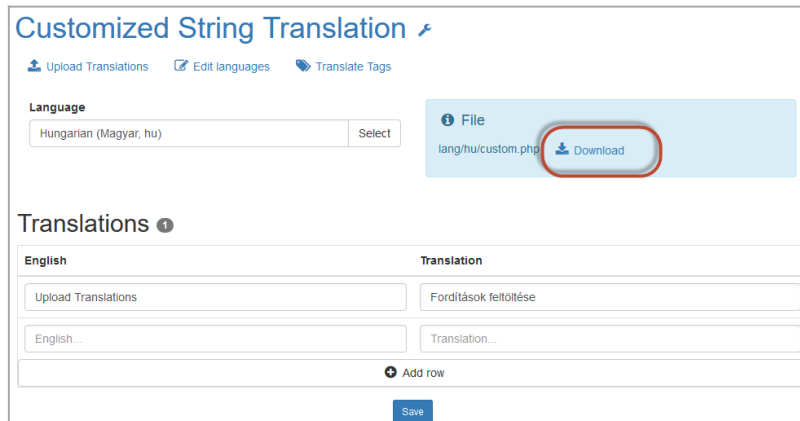 Customized String Translation
Upload Translations Edit languages Translate Tags
Language
Hungarian (Magyar, hu) Select
File
lang/hu/custom.php Download
Translations 1
English Translation
Upload Translations Fordítások feltöltése
English... Translation...
Add row
Save